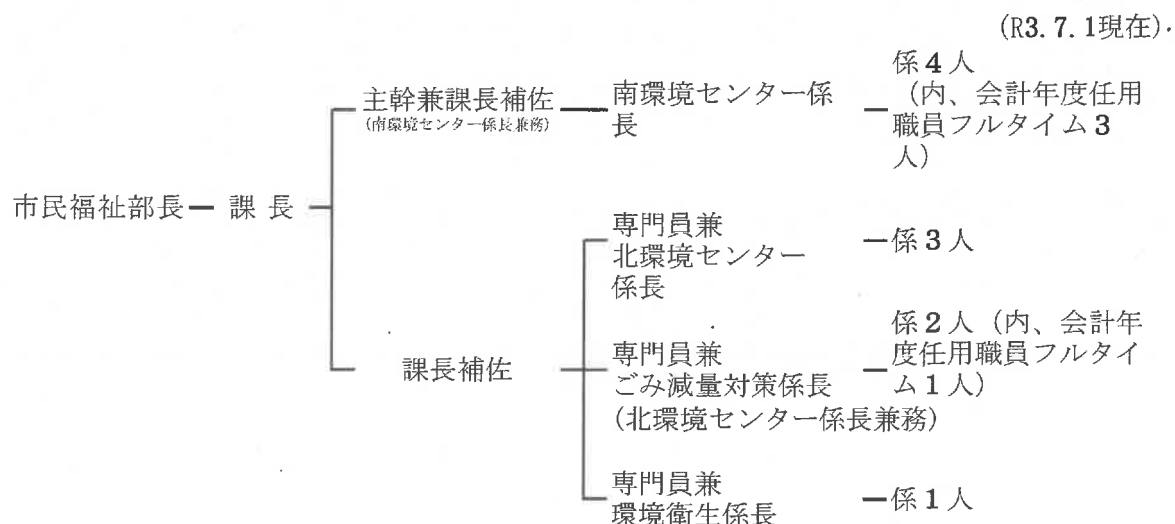 (R3.7.1現在)
主幹兼課長補佐
(南環境センター係長兼務)
南環境センター係
長
係4人
(内、会計年度任用
職員フルタイム3
人)
市民福祉部長
課長
専門員兼
北環境センター
係長
係3人
課長補佐
専門員兼
ごみ減量対策係長
(北環境センター係長兼務)
係2人(内、会計年
度任用職員フルタイ
ム1人)
専門員兼
環境衛生係長
係1人